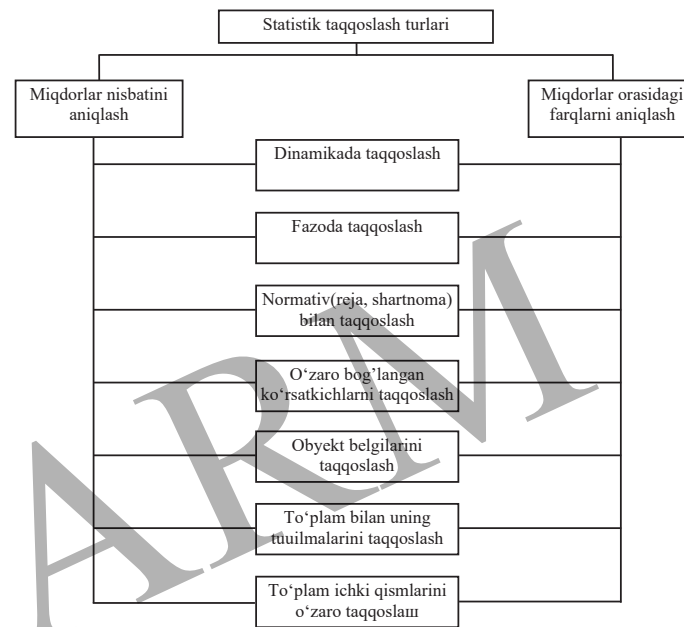 Statistik taqqoslash turlari
Miqdorlar nisbatini
aniqlash
Miqdorlar orasidagi
farqlarni aniqlash
Dinamikada taqqoslash
Fazoda taqqoslash
Normativ(reja, shartnoma)
bilan taqqoslash
O‘zaro bog’langan
ko‘rsatkichlarni taqqoslash
Obyekt belgilarini
taqqoslash
To‘plam bilan uning
tuuilmalarini taqqoslash
To‘plam ichki qismlarini
o‘zaro taqqoslaш
ARM